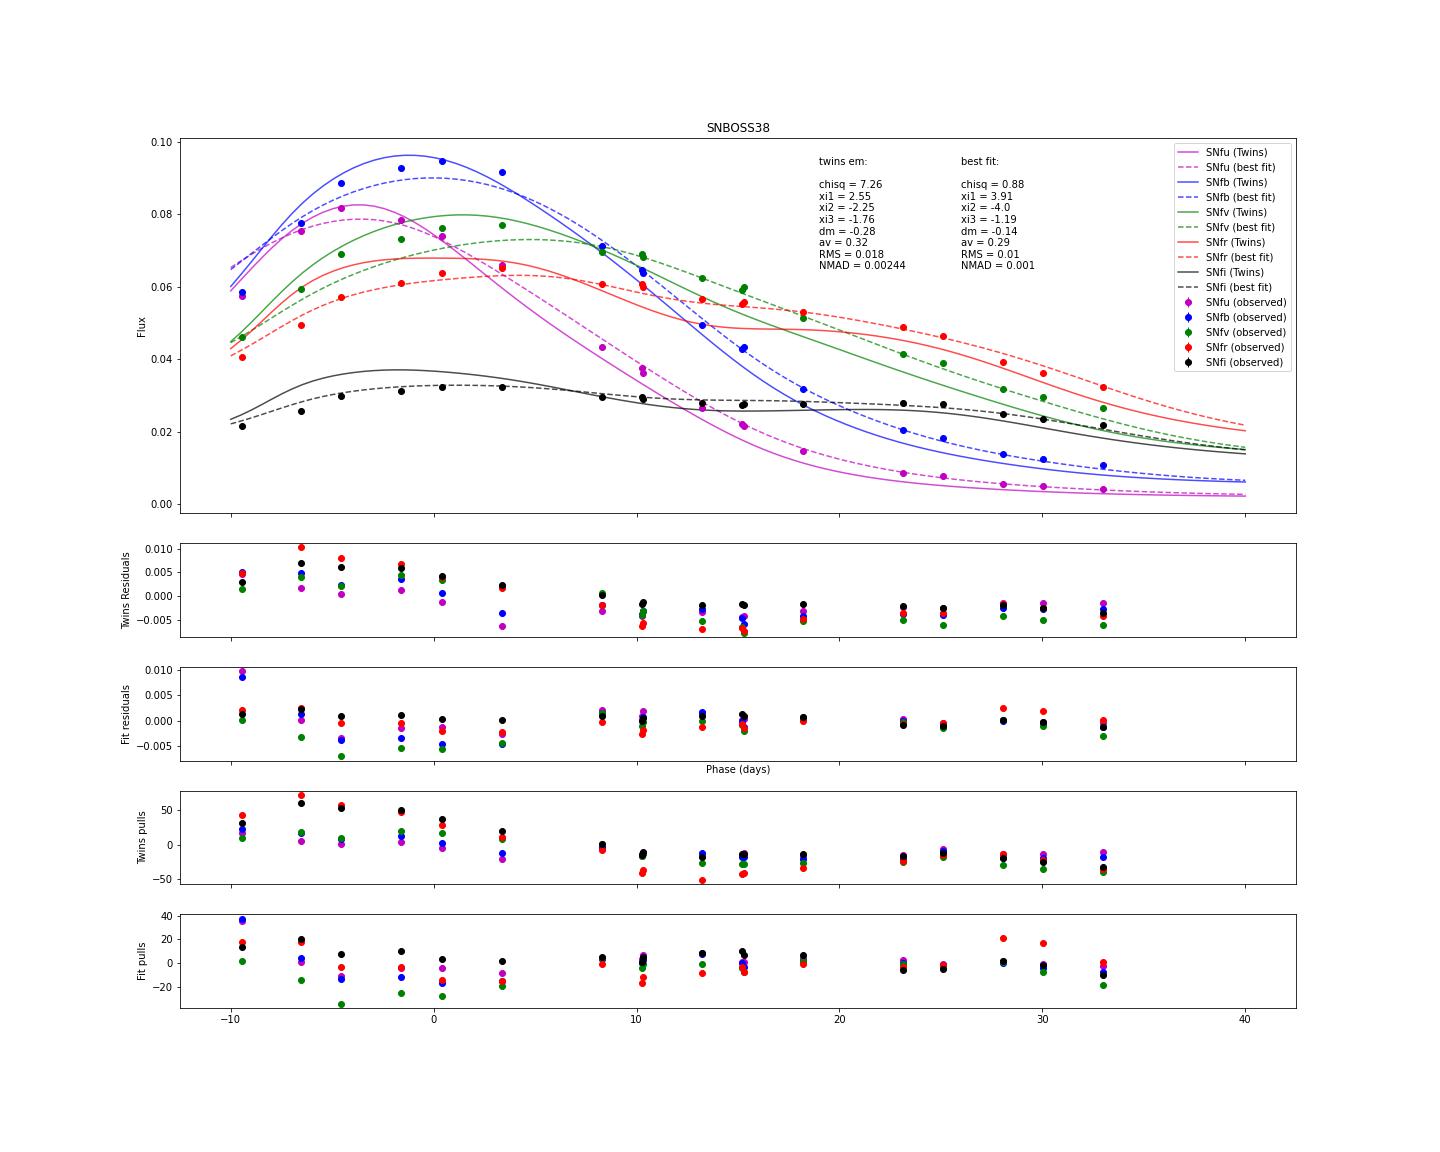 SNBOSS38
0.10
0.08
0.06
0.04
0.02
0.00
Flux
twins em:
chisq = 7.26
xi1 = 2.55
xi2 = -2.25
xi3 = -1.76
dm = -0.28
av = 0.32
RMS = 0.018
NMAD = 0.00244
best fit:
chisq = 0.88
xi1 = 3.91
xi2 = -4.0
xi3 = -1.19
dm = -0.14
av = 0.29
RMS = 0.01
NMAD = 0.001
SNfu (Twins)
SNfu (best fit)
SNfb (Twins)
SNfb (best fit)
SNfv (Twins)
SNfv (best fit)
SNfr (Twins)
SNfr (best fit)
SNfi (Twins)
SNfi (best fit)
SNfu (observed)
SNfb (observed)
SNfv (observed)
SNfr (observed)
SNfi (observed)
0.010
0.005
0.000
−0.005
Twins Residuals
0.010
0.005
0.000
−0.005
Fit residuals
Phase (days)
50
0
−50
Twins pulls
40
20
0
−20
Fit pulls
−10 0 10 20 30 40